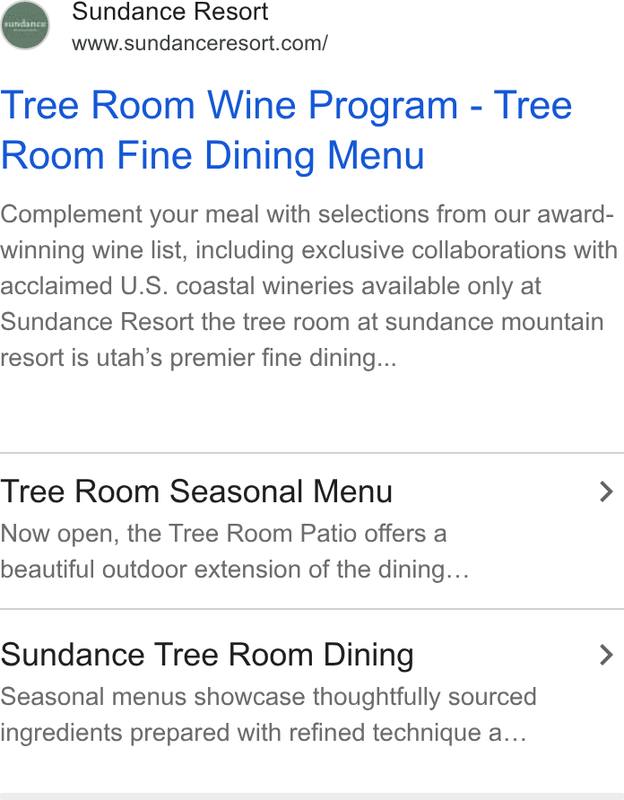 sundance
Sundance Resort
www.sundanceresort.com/
Tree Room Wine Program - Tree
Room Fine Dining Menu
Complement your meal with selections from our award-
winning wine list, including exclusive collaborations with
acclaimed U.S. coastal wineries available only at
Sundance Resort the tree room at sundance mountain
resort is utah’s premier fine dining...
Tree Room Seasonal Menu
Now open, the Tree Room Patio offers a
beautiful outdoor extension of the dining…
Sundance Tree Room Dining
Seasonal menus showcase thoughtfully sourced
ingredients prepared with refined technique a…